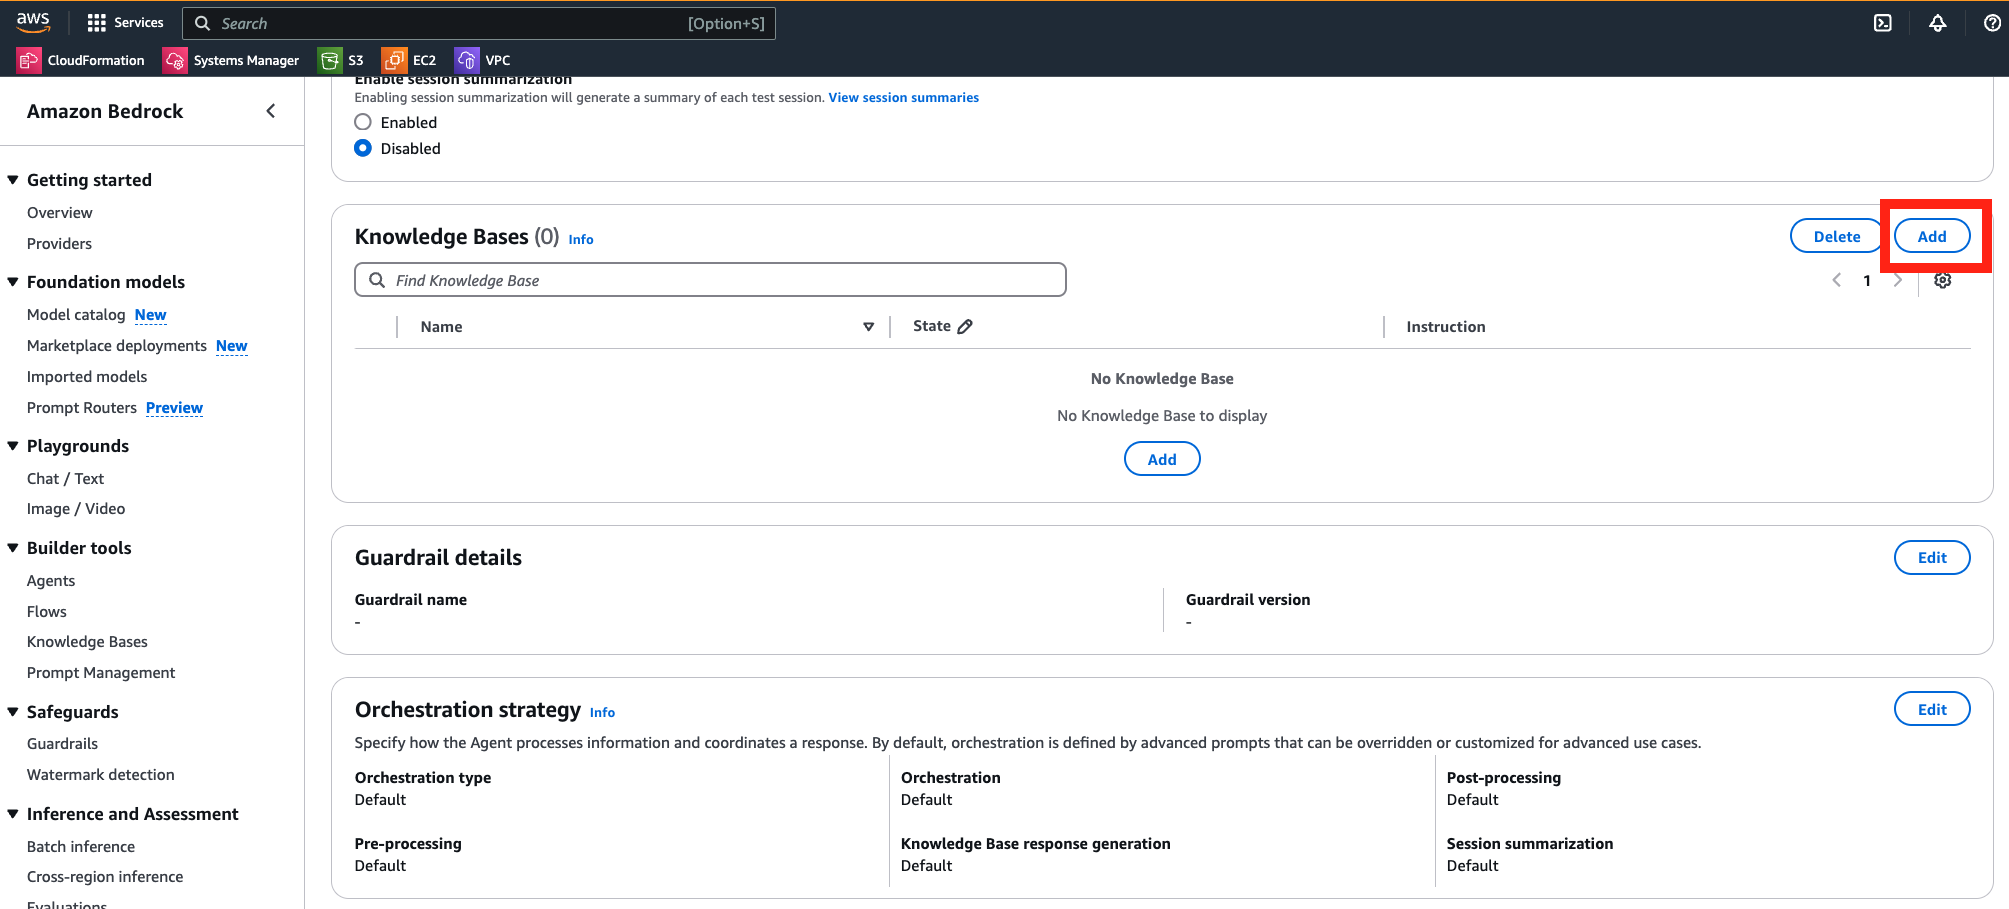 aws
Services
Search
[Option+S]
CloudFormation
Systems Manager
S3
EC2
VPC
Amazon Bedrock
Getting started
Overview
Providers
Foundation models
Model catalog New
Marketplace deployments New
Imported models
Prompt Routers Preview
Playgrounds
Chat / Text
Image / Video
Builder tools
Agents
Flows
Knowledge Bases
Prompt Management
Safeguards
Guardrails
Watermark detection
Inference and Assessment
Batch inference
Cross-region inference
Evaluations
Enable session summarization
Enabling session summarization will generate a summary of each test session. View session summaries
Enabled
Disabled
Knowledge Bases (0) Info
Delete
Add
Find Knowledge Base
1
Name
State
Instruction
No Knowledge Base
No Knowledge Base to display
Add
Guardrail details
Edit
Guardrail name
-
Guardrail version
-
Orchestration strategy Info
Edit
Specify how the Agent processes information and coordinates a response. By default, orchestration is defined by advanced prompts that can be overridden or customized for advanced use cases.
Orchestration type
Default
Orchestration
Default
Post-processing
Default
Pre-processing
Default
Knowledge Base response generation
Default
Session summarization
Default